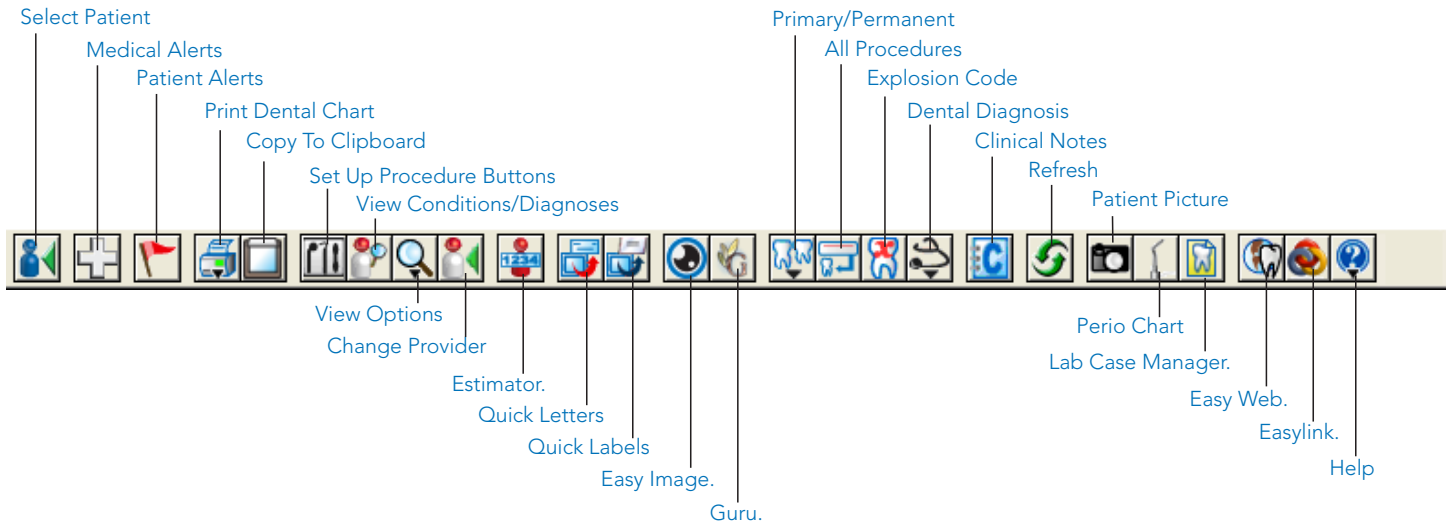 Select Patient
Medical Alerts
Patient Alerts
Print Dental Chart
Copy To Clipboard
Set Up Procedure Buttons
View Conditions/Diagnoses
Primary/Permanent
All Procedures
Explosion Code
Dental Diagnosis
Clinical Notes
Refresh
Patient Picture
1234
G
C
?
View Options
Change Provider
Estimator.
Quick Letters
Quick Labels
Easy Image.
Guru.
Perio Chart
Lab Case Manager.
Easy Web.
Easylink.
Help